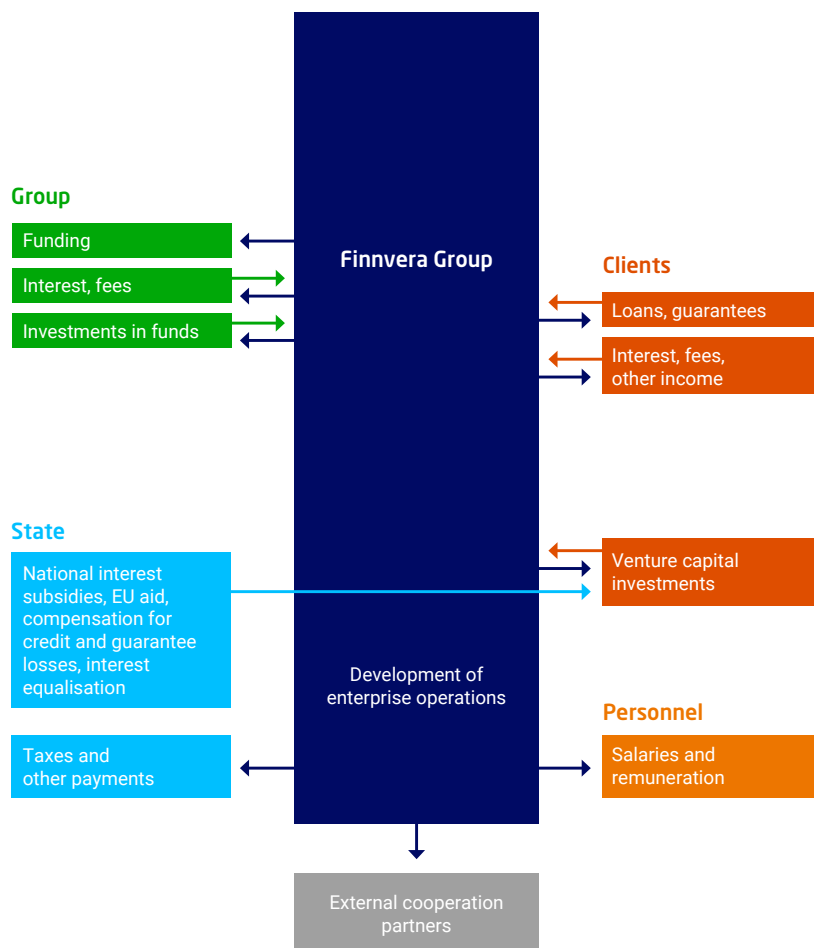 Group
Funding
Interest, fees
Investments in funds
State
National interest
subsidies, EU aid,
compensation for
credit and guarantee
losses, interest
equalisation
Taxes and
other payments
Finnvera Group
Development of
enterprise operations
External cooperation
partners
Clients
Loans, guarantees
Interest, fees,
other income
Venture capital
investments
Personnel
Salaries and
remuneration